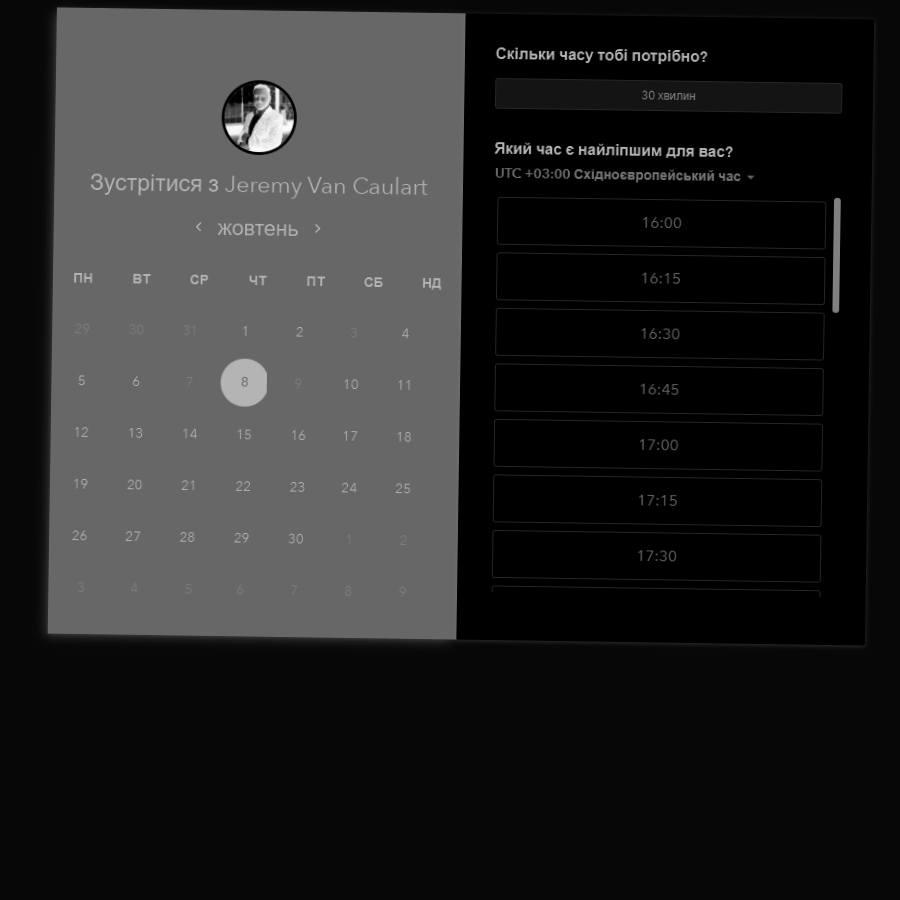 Зустрітися з Jeremy Van Caulart
жовтень
ПН ВТ СР ЧТ ПТ СБ НД
29 30 31 1 2 3 4
5 6 7 8 9 10 11
12 13 14 15 16 17 18
19 20 21 22 23 24 25
26 27 28 29 30 1 2
3 4 5 6 7 8 9
Скільки часу тобі потрібно?
30 хвилин
Який час є найліпшим для вас?
UTC +03:00 Східноєвропейський час
16:00
16:15
16:30
16:45
17:00
17:15
17:30